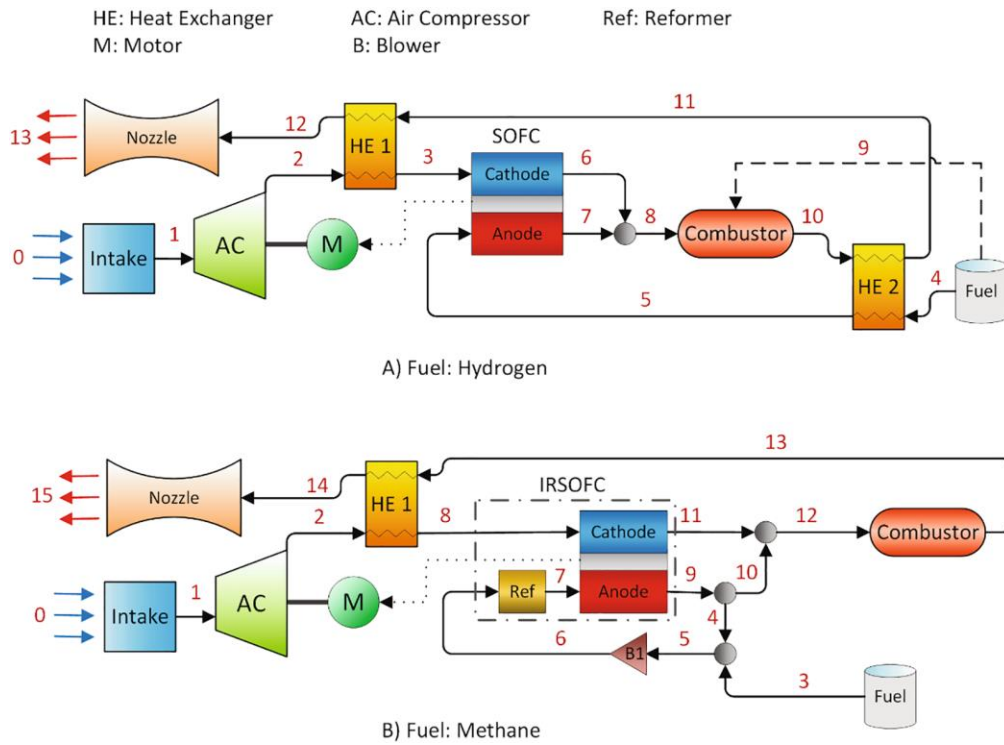 HE: Heat Exchanger AC: Air Compressor Ref: Reformer
M: Motor B: Blower
11
13 Nozzle 12 HE 1 SOFC
2 3 6 9
Cathode
0 Intake 1 AC M Anode 7 8 Combustor 10
HE 2 4 Fuel
5
A) Fuel: Hydrogen
13
15 Nozzle 14 HE 1 IRSOFC
2 8 11 12 Combustor
Cathode
0 Intake 1 AC M Ref 7 Anode 9 10
4
6 B1 5
3 Fuel
B) Fuel: Methane